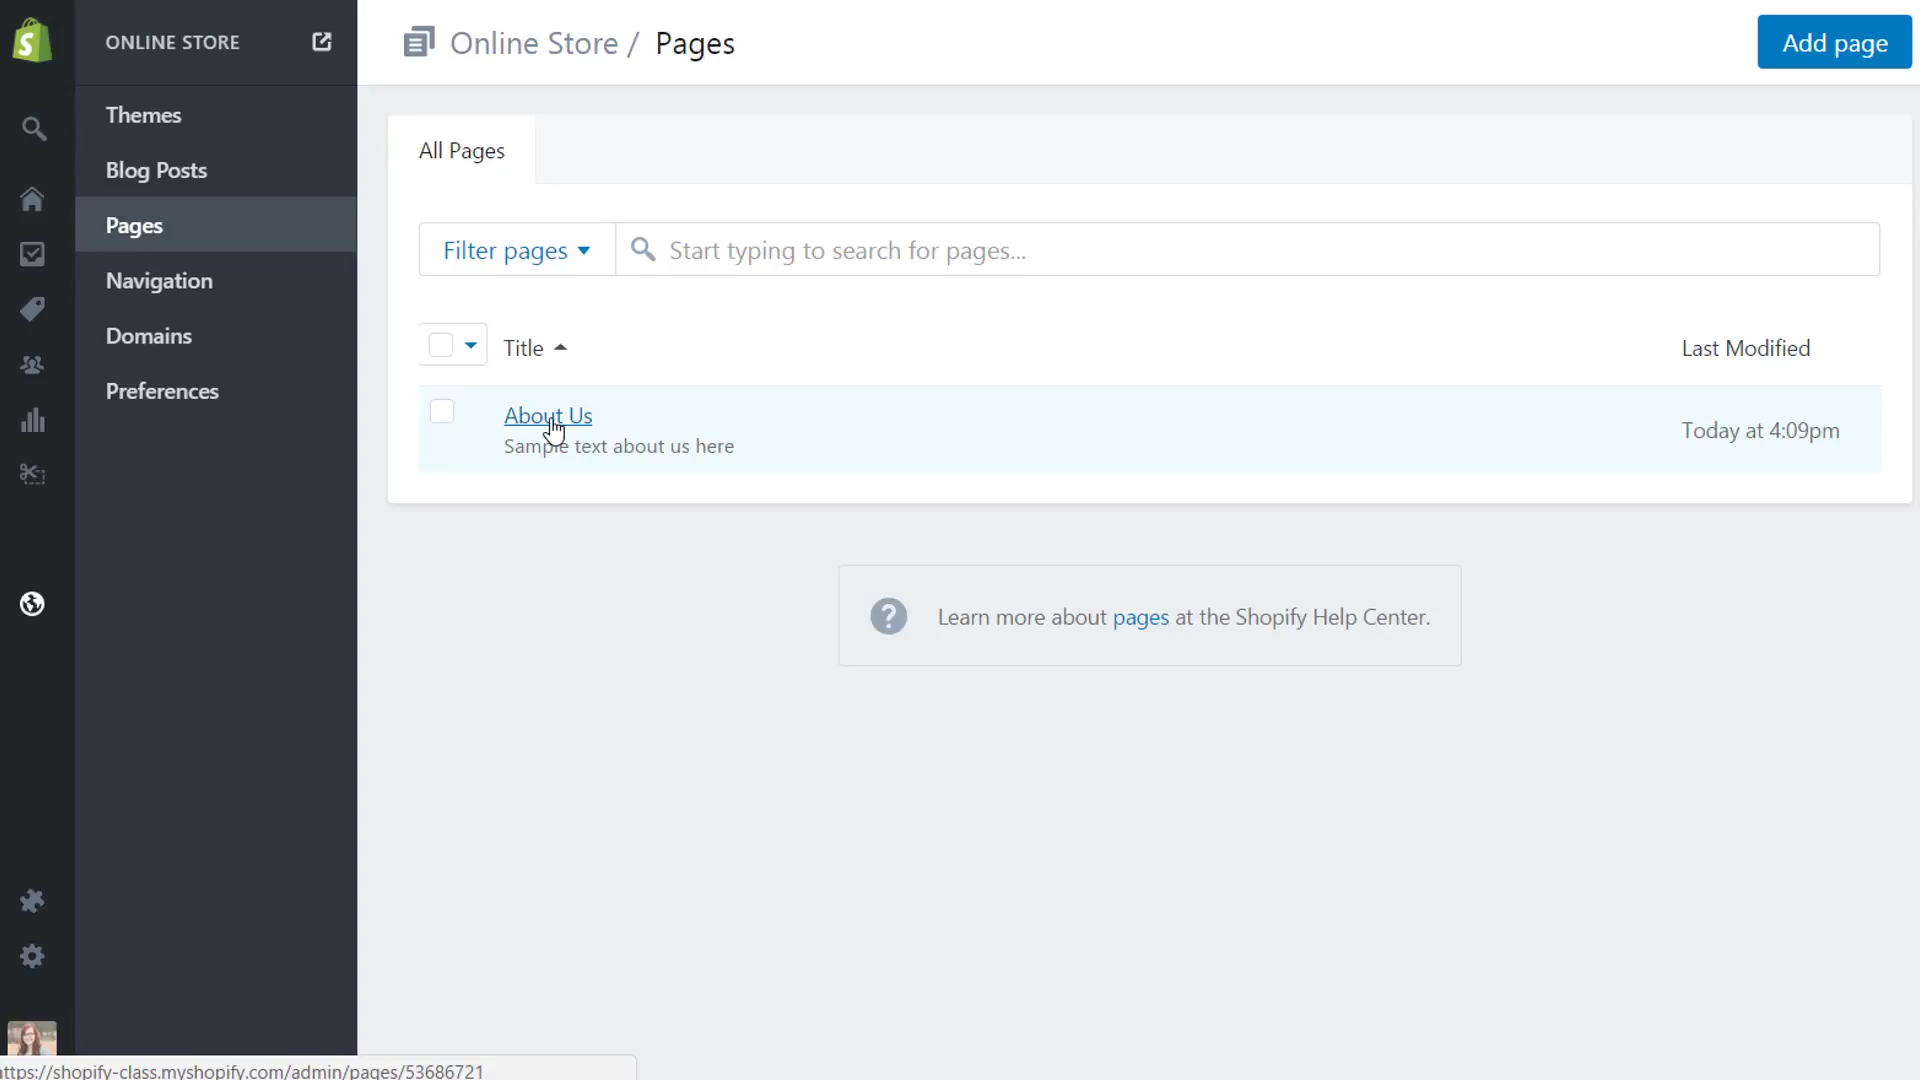 ONLINE STORE
Themes
Blog Posts
Pages
Navigation
Domains
Preferences
Online Store / Pages
Add page
All Pages
Filter pages
Start typing to search for pages...
Title
Last Modified
About Us
Sample text about us here
Today at 4:09pm
? Learn more about pages at the Shopify Help Center.
ttps://shopify-class.myshopify.com/admin/pages/53686721